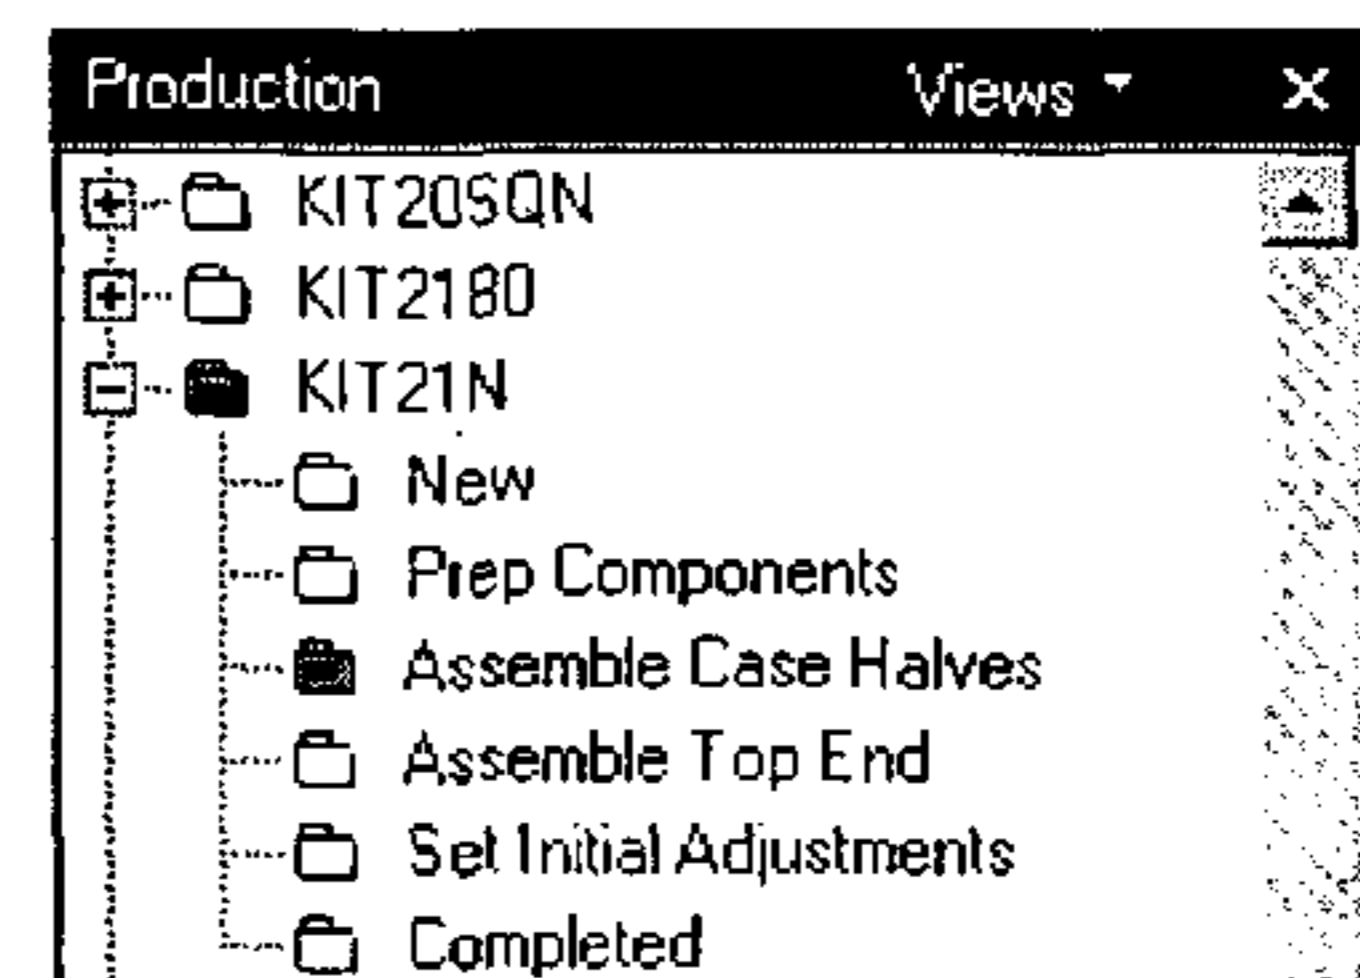 Production Views
KIT20SQN
KIT2180
KIT21N
New
Prep Components
Assemble Case Halves
Assemble Top End
Set Initial Adjustments
Completed